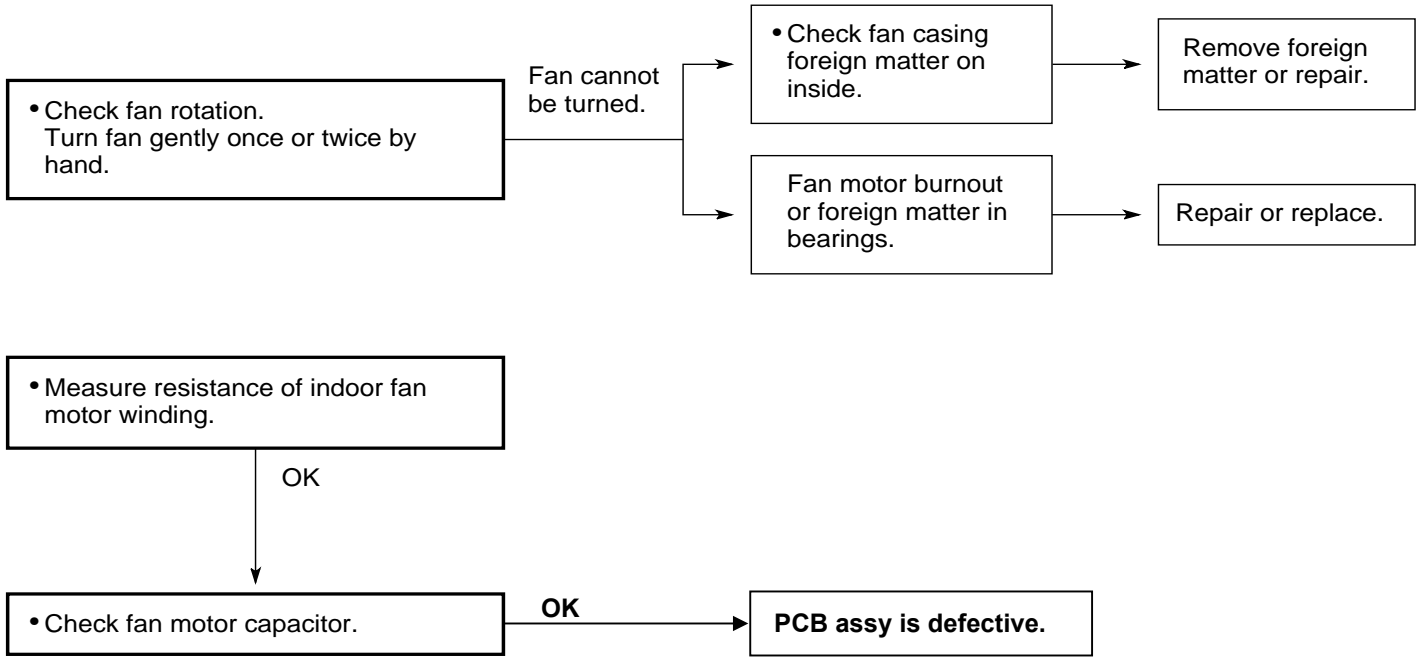 • Check fan rotation.
Turn fan gently once or twice by
hand.
Fan cannot
be turned.
• Check fan casing
foreign matter on
inside.
Remove foreign
matter or repair.
Fan motor burnout
or foreign matter in
bearings.
Repair or replace.
• Measure resistance of indoor fan
motor winding.
OK
• Check fan motor capacitor.
OK
PCB assy is defective.